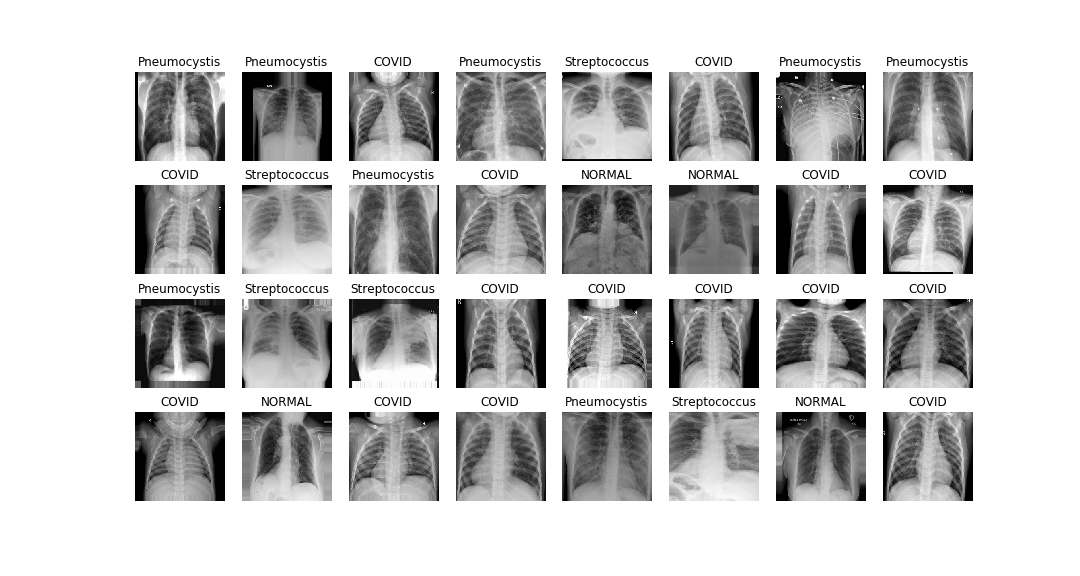 Pneumocystis Pneumocystis COVID Pneumocystis Streptococcus COVID Pneumocystis Pneumocystis
COVID Streptococcus Pneumocystis COVID NORMAL NORMAL COVID COVID
Pneumocystis Streptococcus Streptococcus COVID COVID COVID COVID COVID
COVID NORMAL COVID COVID Pneumocystis Streptococcus NORMAL COVID